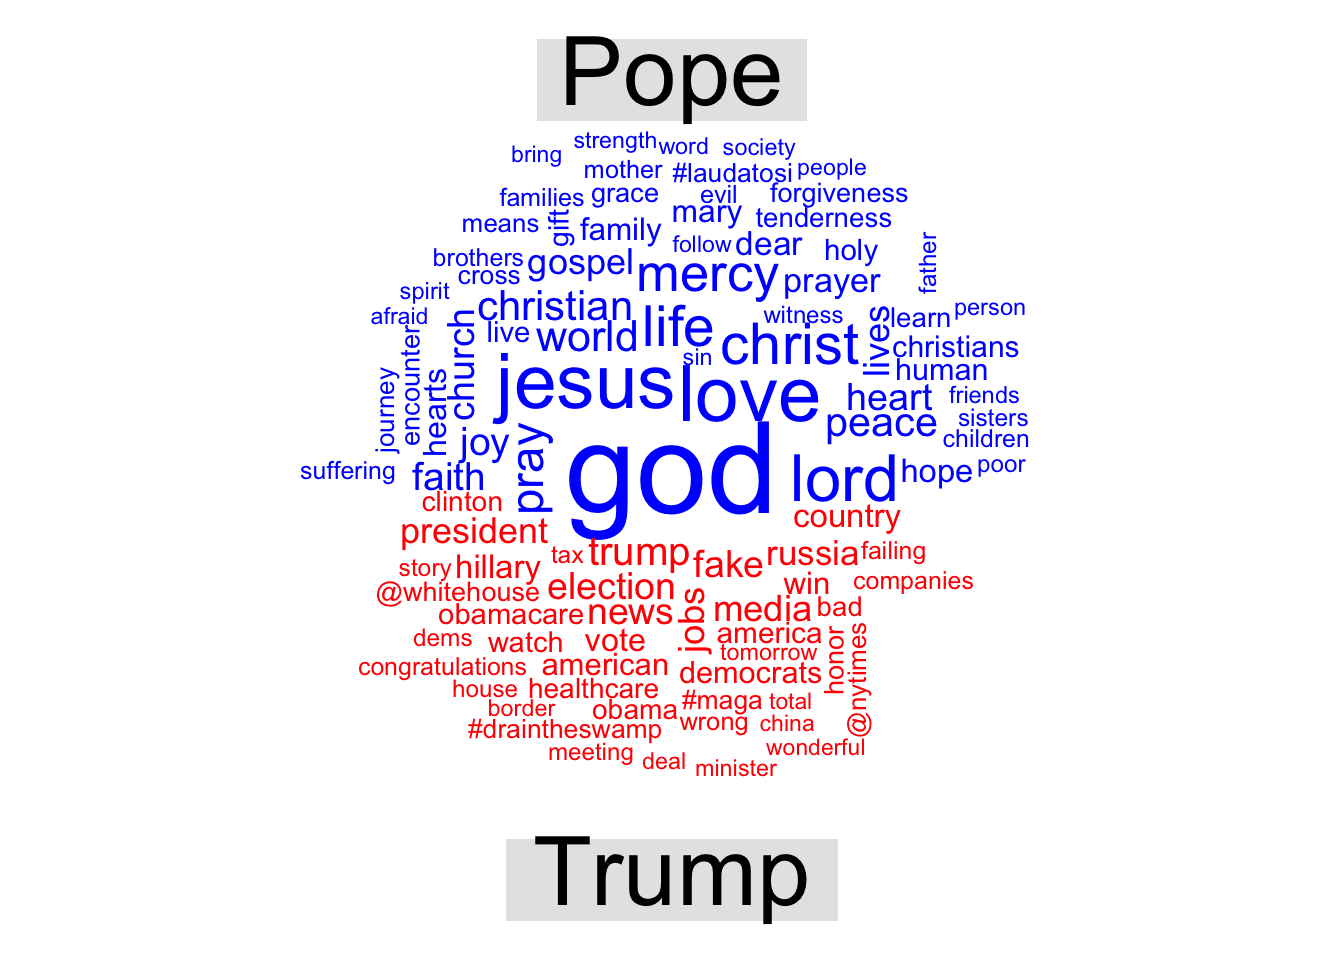 Pope
strength word society
bring
mother #laudatosi people
families grace evil forgiveness
means gift family mary tenderness
follow dear holy father
brothers gospel mercy prayer
cross
spirit christian life witness lives learn person
afraid church live world christ christians
encounter sin human
journey hearts jesus love heart friends
joy peace sisters
children
suffering faith pray god lord hope poor
clinton country
president
story hillary tax trump fake russia failing
@whitehouse election win companies
obamacare news jobs media bad
dems watch vote america
tomorrow honor @nytimes
congratulations american democrats
house healthcare #maga total
border obama wrong china
#draintheswamp
meeting deal minister wonderful
Trump